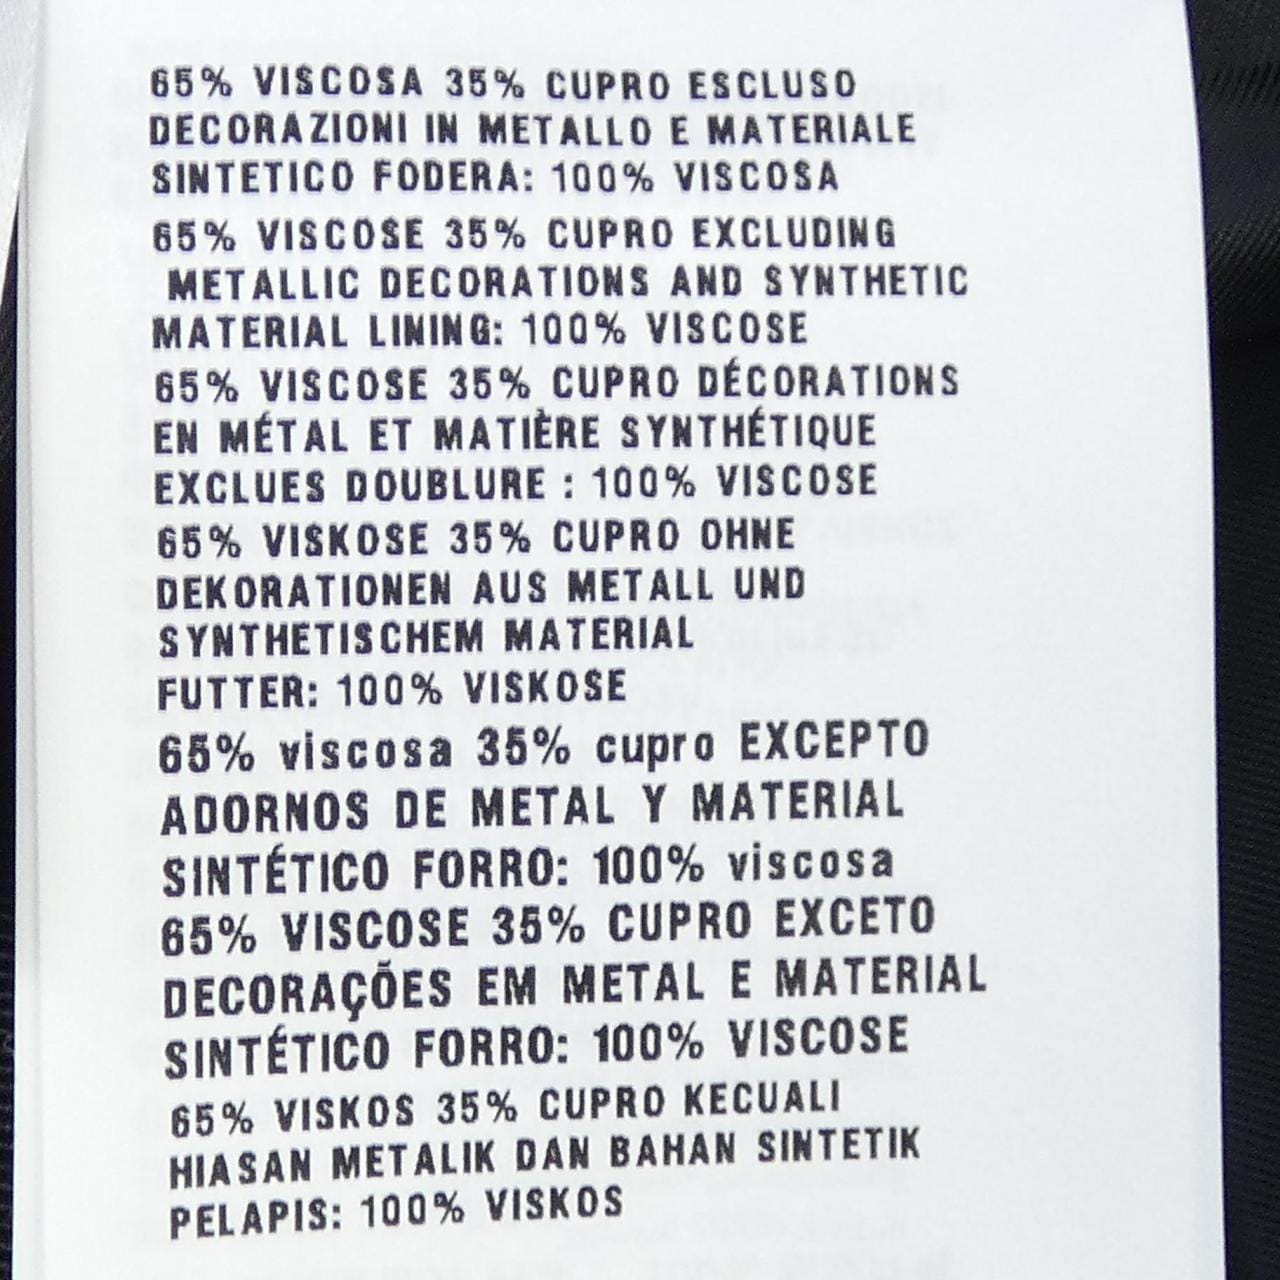 65% VISCOSA 35% CUPRO ESCLUSO
DECORAZIONI IN METALLO E MATERIALE
SINTETICO FODERA: 100% VISCOSA
65% VISCOSE 35% CUPRO EXCLUDING
METALLIC DECORATIONS AND SYNTHETIC
MATERIAL LINING: 100% VISCOSE
65% VISCOSE 35% CUPRO DÉCORATIONS
EN MÉTAL ET MATIÈRE SYNTHÉTIQUE
EXCLUES DOUBLURE : 100% VISCOSE
65% VISKOSE 35% CUPRO OHNE
DEKORATIONEN AUS METALL UND
SYNTHETISCHEM MATERIAL
FUTTER: 100% VISKOSE
65% viscosa 35% cupro EXCEPTO
ADORNOS DE METAL Y MATERIAL
SINTÉTICO FORRO: 100% viscosa
65% VISCOSE 35% CUPRO EXCETO
DECORAÇÕES EM METAL E MATERIAL
SINTÉTICO FORRO: 100% VISCOSE
65% VISKOS 35% CUPRO KECUALI
HIASAN METALIK DAN BAHAN SINTETIK
PELAPIS: 100% VISKOS